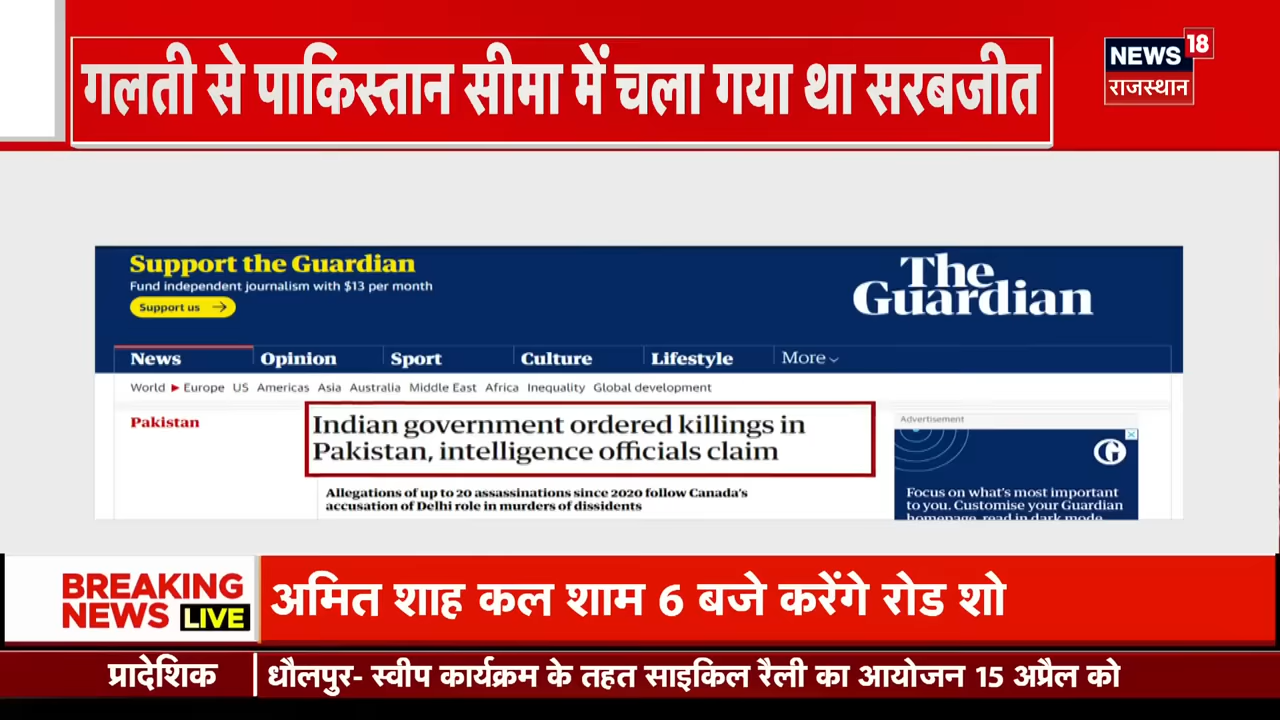 गलती से पाकिस्तान सीमा में चला गया था सरबजीत
NEWS 18
राजस्थान
Support the Guardian
Fund independent journalism with $13 per month
Support us →
The
Guardian
News Opinion Sport Culture Lifestyle More
World ▶ Europe US Americas Asia Australia Middle East Africa Inequality Global development
Pakistan
Indian government ordered killings in
Pakistan, intelligence officials claim
Allegations of up to 20 assassinations since 2020 follow Canada's
accusation of Delhi role in murders of dissidents
Advertisement
Focus on what's most important
to you. Customise your Guardian
homepage, read in dark mode
BREAKING
NEWS LIVE
अमित शाह कल शाम 6 बजे करेंगे रोड शो
प्रादेशिक
धौलपुर- स्वीप कार्यक्रम के तहत साइकिल रैली का आयोजन 15 अप्रैल को